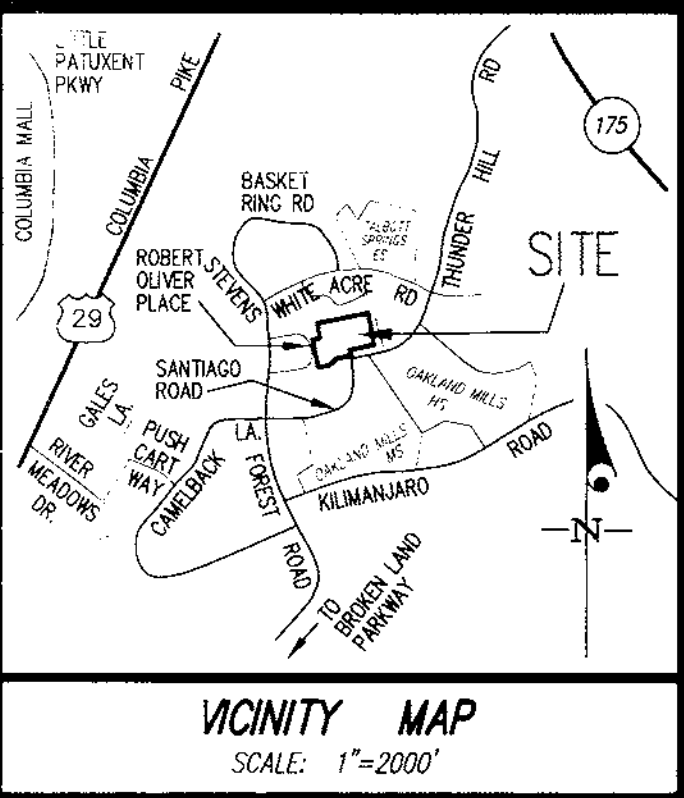 LITTLE
PATUXENT
PKWY
COLUMBIA MALL
COLUMBIA PIKE
29
175
BASKET
RING RD
TALBOTT
SPRINGS
ES
THUNDER HILL RD
SITE
ROBERT
OLIVER
PLACE
STEVENS
WHITE ACRE RD
SANTIAGO
ROAD
OAKLAND MILLS
HS
GALES
LA.
PUSH
CART
WAY
LA.
CAMELBACK
FOREST
ROAD
OAKLAND MILLS
MS
KILIMANJARO ROAD
RIVER
MEADOWS
DR.
N
TO
BROKEN LAND
PARKWAY
VICINITY MAP
SCALE: 1"=2000'